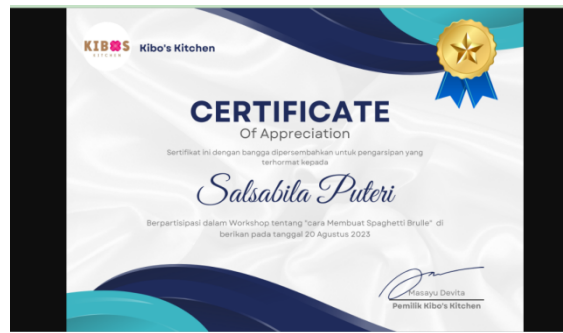 KIBOS
KITCHEN
Kibo's Kitchen
CERTIFICATE
Of Appreciation
Sertifikat ini dengan bangga dipersembahkan untuk pengarsipan yang
terhormat kepada
Salsabila Puteri
Berpartisipasi dalam Workshop tentang "cara Membuat Spaghetti Brulle" di
berikan pada tanggal 20 Agustus 2023
Masayu Devita
Pemilik Kibo's Kitchen